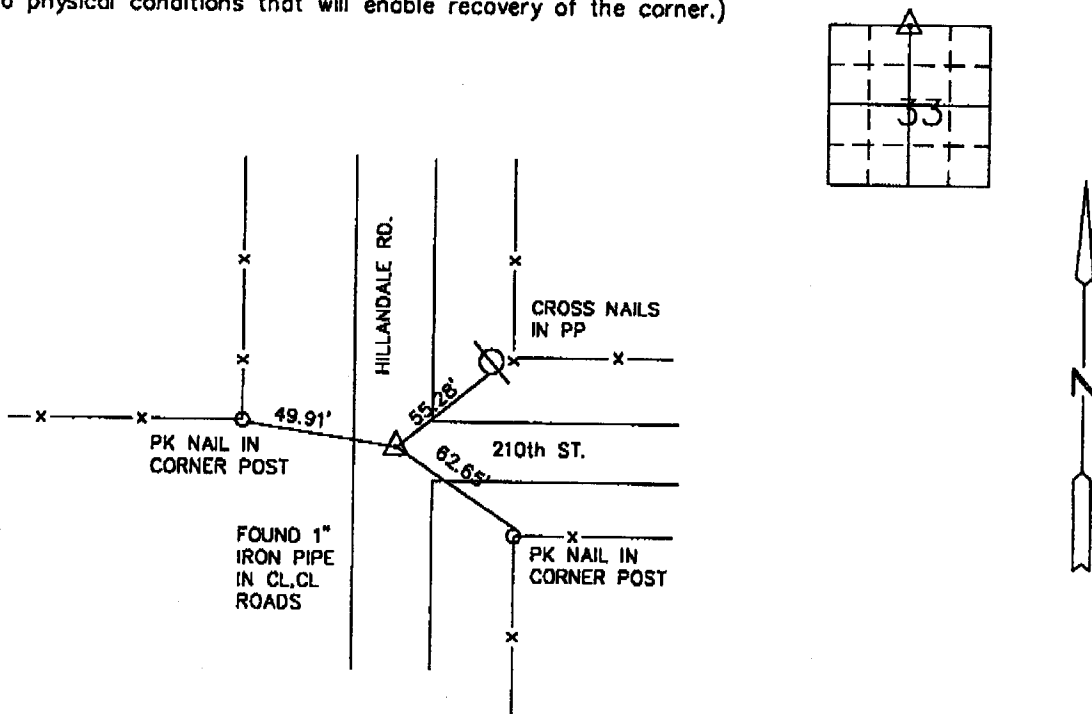 physical conditions that will enable recovery of the corner.)
33
HILLANDALE RD.
CROSS NAILS
IN PP
49.91'
55.28'
PK NAIL IN
CORNER POST
210th ST.
62.65'
FOUND 1"
IRON PIPE
IN CL,CL
ROADS
PK NAIL IN
CORNER POST
N